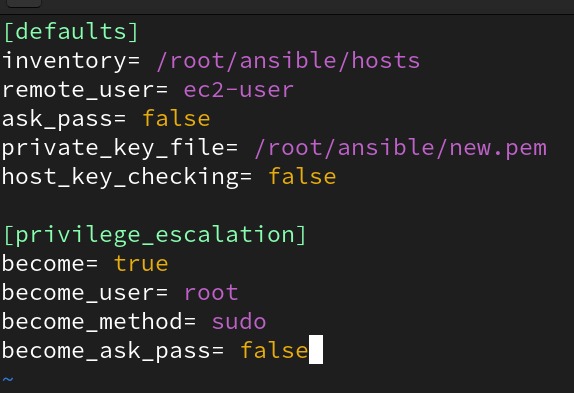 [defaults]
inventory= /root/ansible/hosts
remote_user= ec2-user
ask_pass= false
private_key_file= /root/ansible/new.pem
host_key_checking= false
[privilege_escalation]
become= true
become_user= root
become_method= sudo
become_ask_pass= false
~